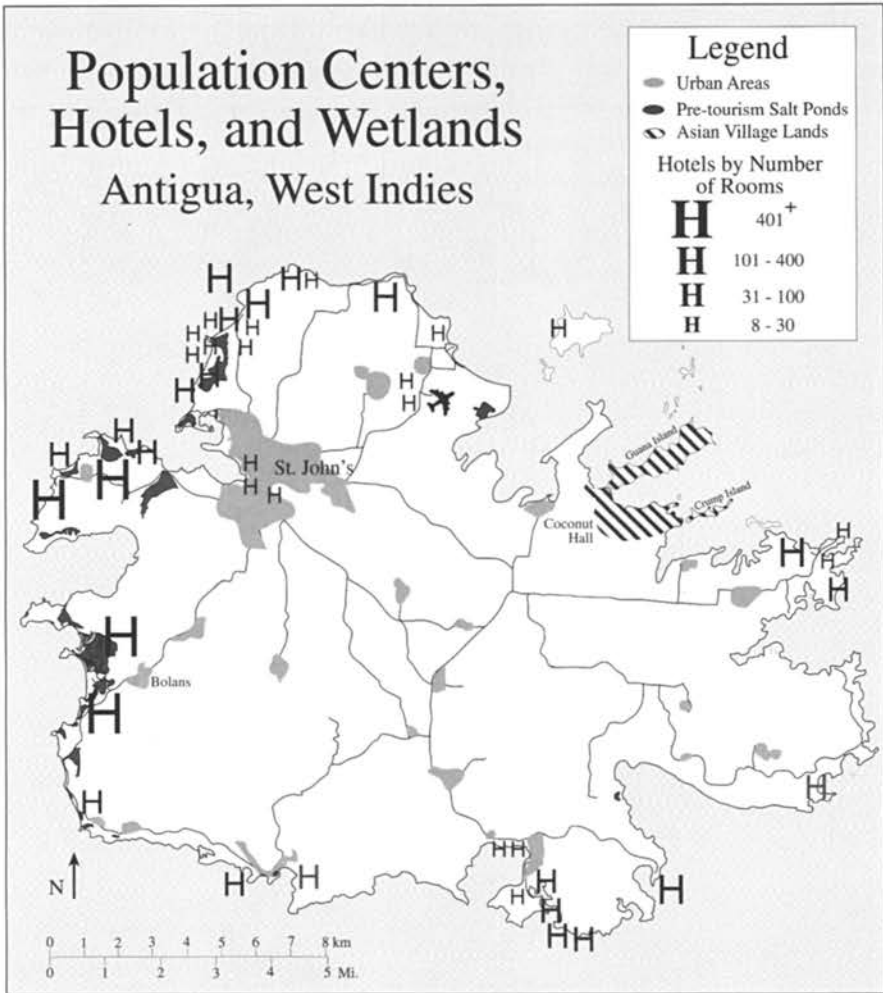 Population Centers,
Hotels, and Wetlands
Antigua, West Indies
Legend
Urban Areas
Pre-tourism Salt Ponds
Asian Village Lands
Hotels by Number
of Rooms
H 401+
H 101 - 400
H 31 - 100
H 8 - 30
St. John's
Guana Island
Crump Island
Coconut
Hall
Bolans
N
0 1 2 3 4 5 6 7 8 km
0 1 2 3 4 5 Mi.